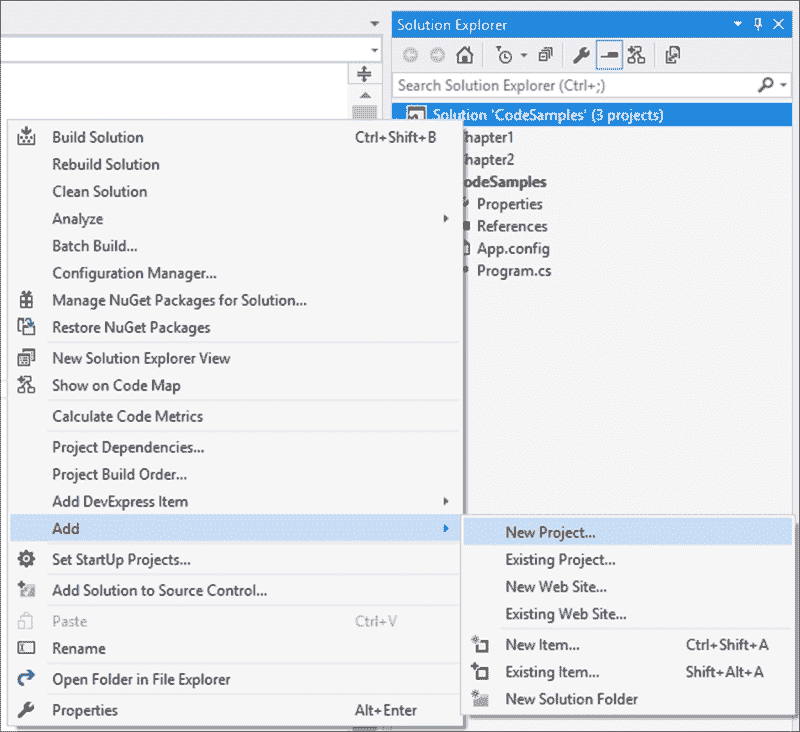 Solution Explorer
Search Solution Explorer (Ctrl+;)
Solution 'CodeSamples' (3 projects)
hapter1
hapter2
odeSamples
Properties
References
App.config
Program.cs
Build Solution Ctrl+Shift+B
Rebuild Solution
Clean Solution
Analyze
Batch Build...
Configuration Manager...
Manage NuGet Packages for Solution...
Restore NuGet Packages
New Solution Explorer View
Show on Code Map
Calculate Code Metrics
Project Dependencies...
Project Build Order...
Add DevExpress Item
Add
Set StartUp Projects...
Add Solution to Source Control...
Paste Ctrl+V
Rename
Open Folder in File Explorer
Properties Alt+Enter
New Project...
Existing Project...
New Web Site...
Existing Web Site...
New Item... Ctrl+Shift+A
Existing Item... Shift+Alt+A
New Solution Folder